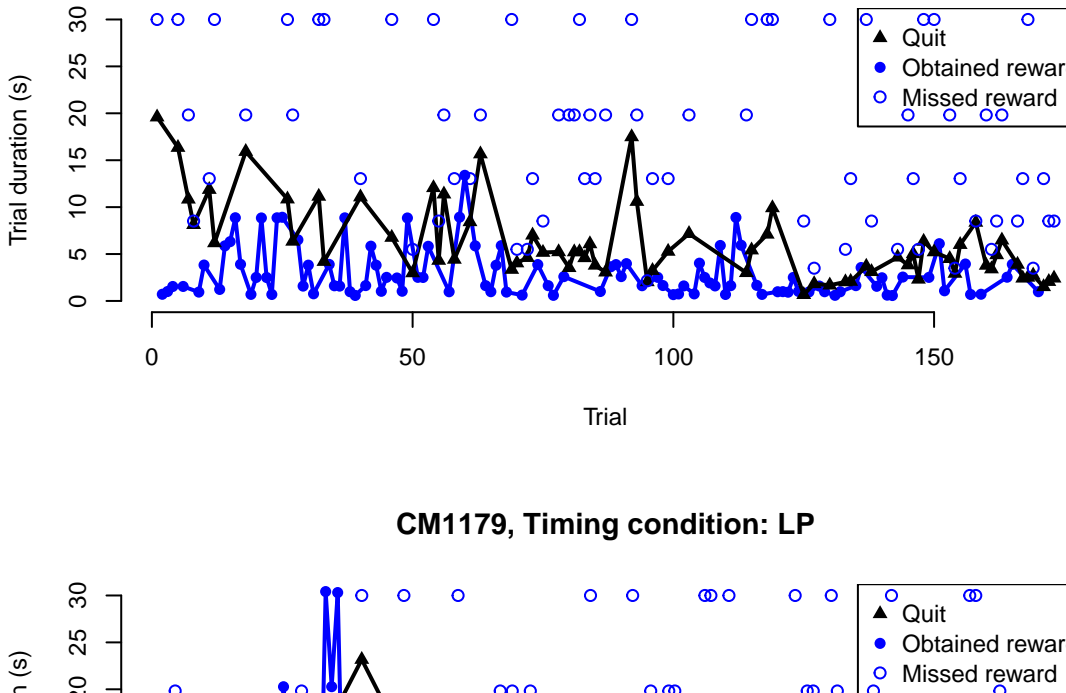 30
25
20
15
10
5
0
Trial duration (s)
Quit
Obtained rewar
Missed reward
0 50 100 150
Trial
CM1179, Timing condition: LP
30
25
20
n (s)
Quit
Obtained rewar
Missed reward